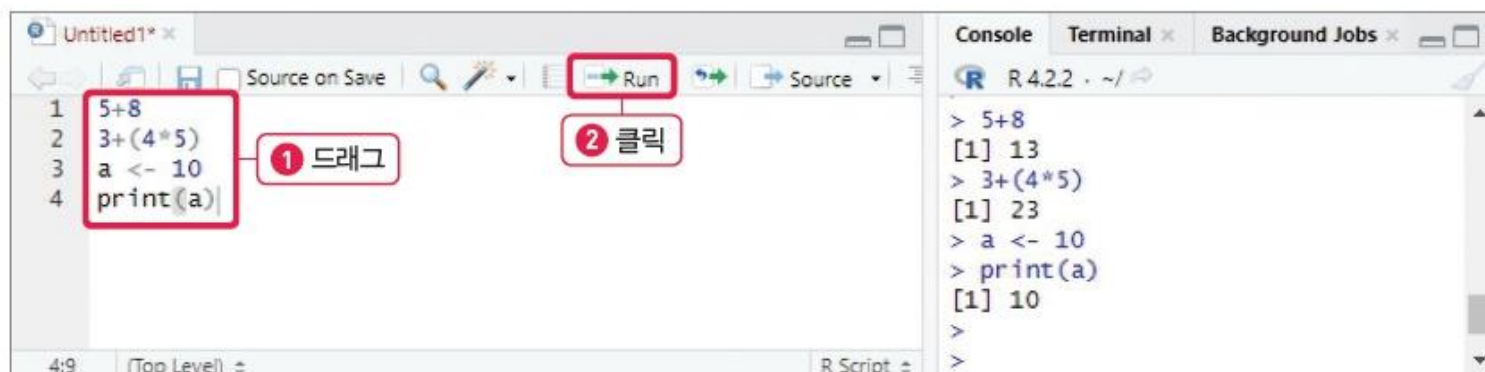 Untitled1*
Source on Save Run Source
1 5+8
2 3+(4*5)
3 a <- 10
4 print(a)
1 드래그
2 클릭
4:9 (Top Level) R Script
Console Terminal Background Jobs
R 4.2.2 · ~/
> 5+8
[1] 13
> 3+(4*5)
[1] 23
> a <- 10
> print(a)
[1] 10
>
>